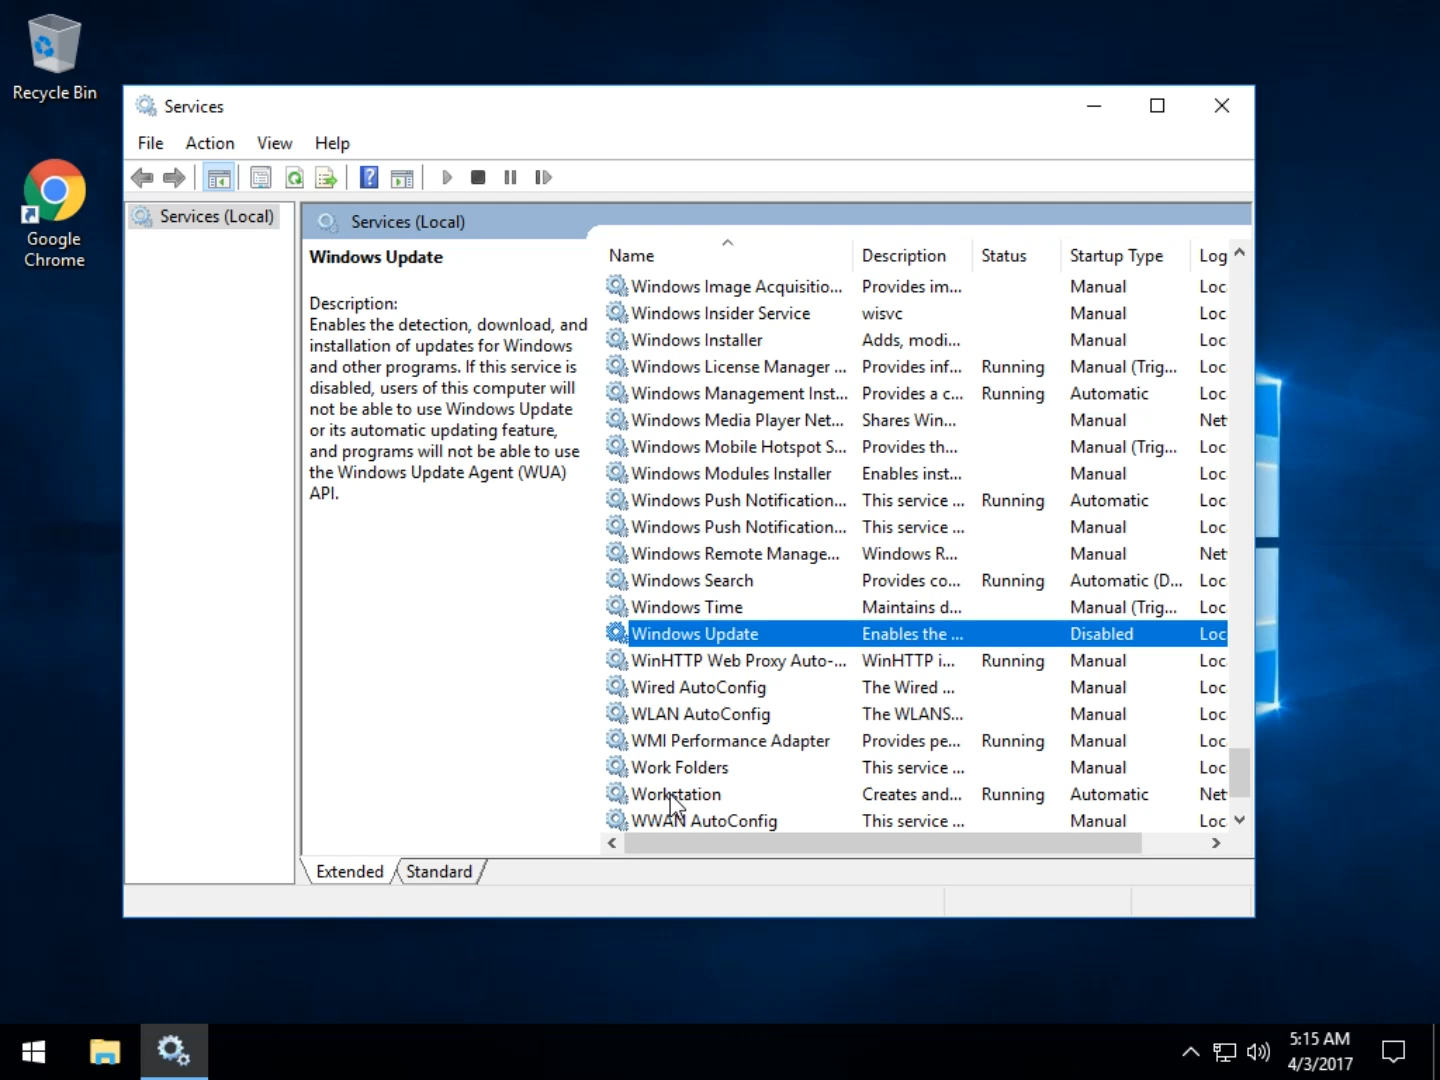 Recycle Bin
Google
Chrome
Services
File Action View Help
Services (Local)
Services (Local)
Windows Update
Description:
Enables the detection, download, and
installation of updates for Windows
and other programs. If this service is
disabled, users of this computer will
not be able to use Windows Update
or its automatic updating feature,
and programs will not be able to use
the Windows Update Agent (WUA)
API.
Name Description Status Startup Type Log
Windows Image Acquisitio... Provides im... Manual Loc
Windows Insider Service wisvc Manual Loc
Windows Installer Adds, modi... Manual Loc
Windows License Manager ... Provides inf... Running Manual (Trig... Loc
Windows Management Inst... Provides a c... Running Automatic Loc
Windows Media Player Net... Shares Win... Manual Net
Windows Mobile Hotspot S... Provides th... Manual (Trig... Loc
Windows Modules Installer Enables inst... Manual Loc
Windows Push Notification... This service ... Running Automatic Loc
Windows Push Notification... This service ... Manual Loc
Windows Remote Manage... Windows R... Manual Net
Windows Search Provides co... Running Automatic (D... Loc
Windows Time Maintains d... Manual (Trig... Loc
Windows Update Enables the ... Disabled Loc
WinHTTP Web Proxy Auto-... WinHTTP i... Running Manual Loc
Wired AutoConfig The Wired ... Manual Loc
WLAN AutoConfig The WLANS... Manual Loc
WMI Performance Adapter Provides pe... Running Manual Loc
Work Folders This service ... Manual Loc
Workstation Creates and... Running Automatic Net
WWAN AutoConfig This service ... Manual Loc
Extended Standard
5:15 AM
4/3/2017